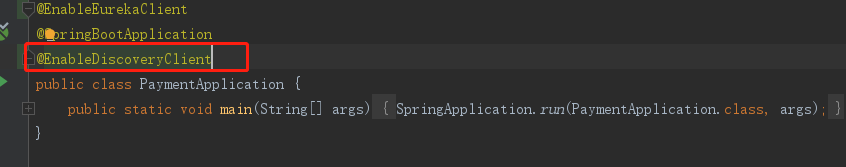 @EnableEurekaClient
@SpringBootApplication
@EnableDiscoveryClient
public class PaymentApplication {
public static void main(String[] args) { SpringApplication.run(PaymentApplication.class, args); }
}